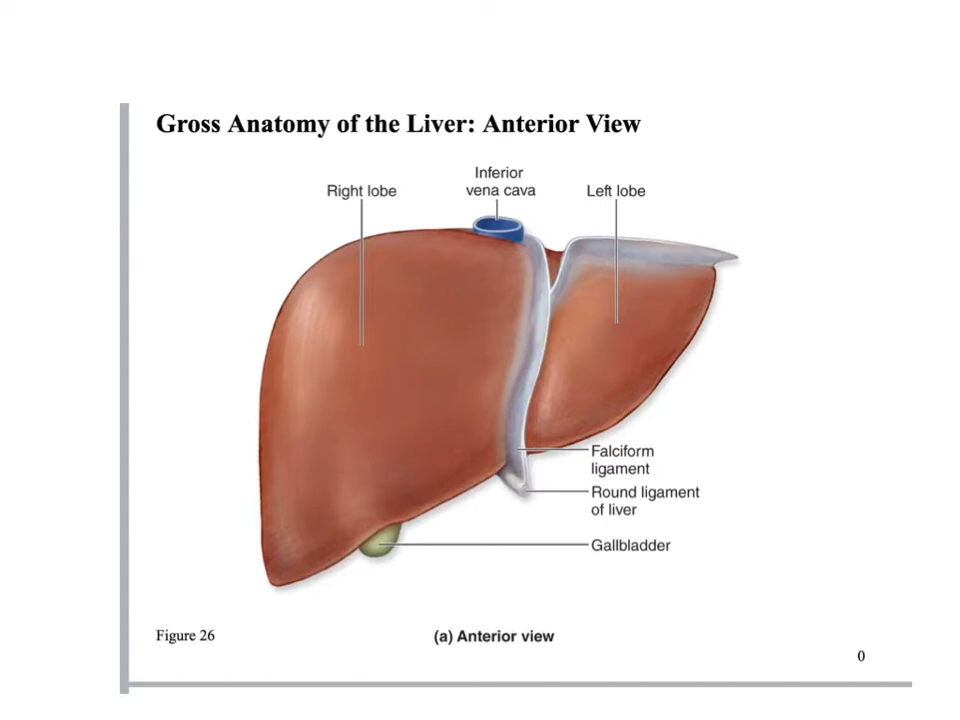 Gross Anatomy of the Liver: Anterior View
Inferior
vena cava
Right lobe
Left lobe
Falciform
ligament
Round ligament
of liver
Gallbladder
Figure 26
(a) Anterior view
0